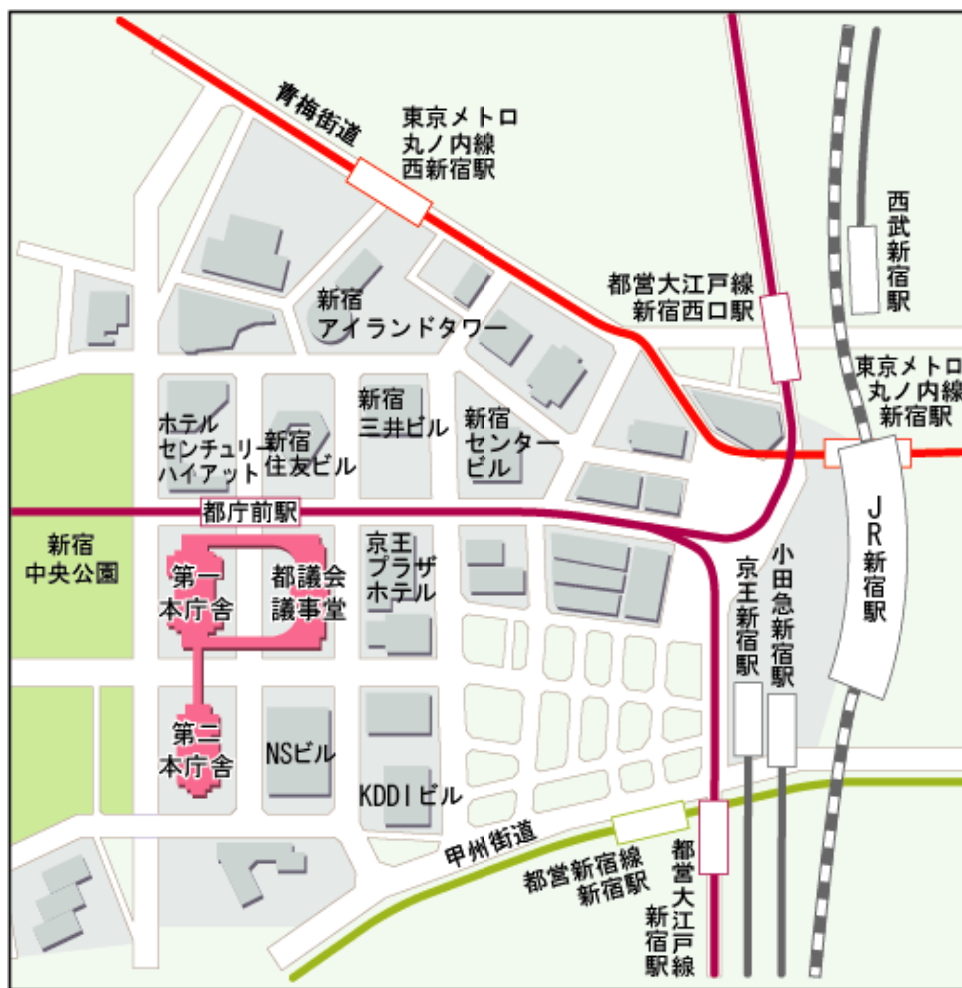 青梅街道
東京メトロ
丸ノ内線
西新宿駅
西武新宿駅
都営大江戸線
新宿西口駅
新宿
アイランドタワー
東京メトロ
丸ノ内線
新宿駅
ホテル
センチュリー
ハイアット
新宿
住友ビル
新宿
三井ビル
新宿
センター
ビル
都庁前駅
JR新宿駅
新宿
中央公園
第一
本庁舎
都議会
議事堂
京王
プラザ
ホテル
京王新宿駅
小田急新宿駅
第二
本庁舎
NSビル
KDDIビル
甲州街道
都営新宿線
新宿駅
都営大江戸線
新宿駅